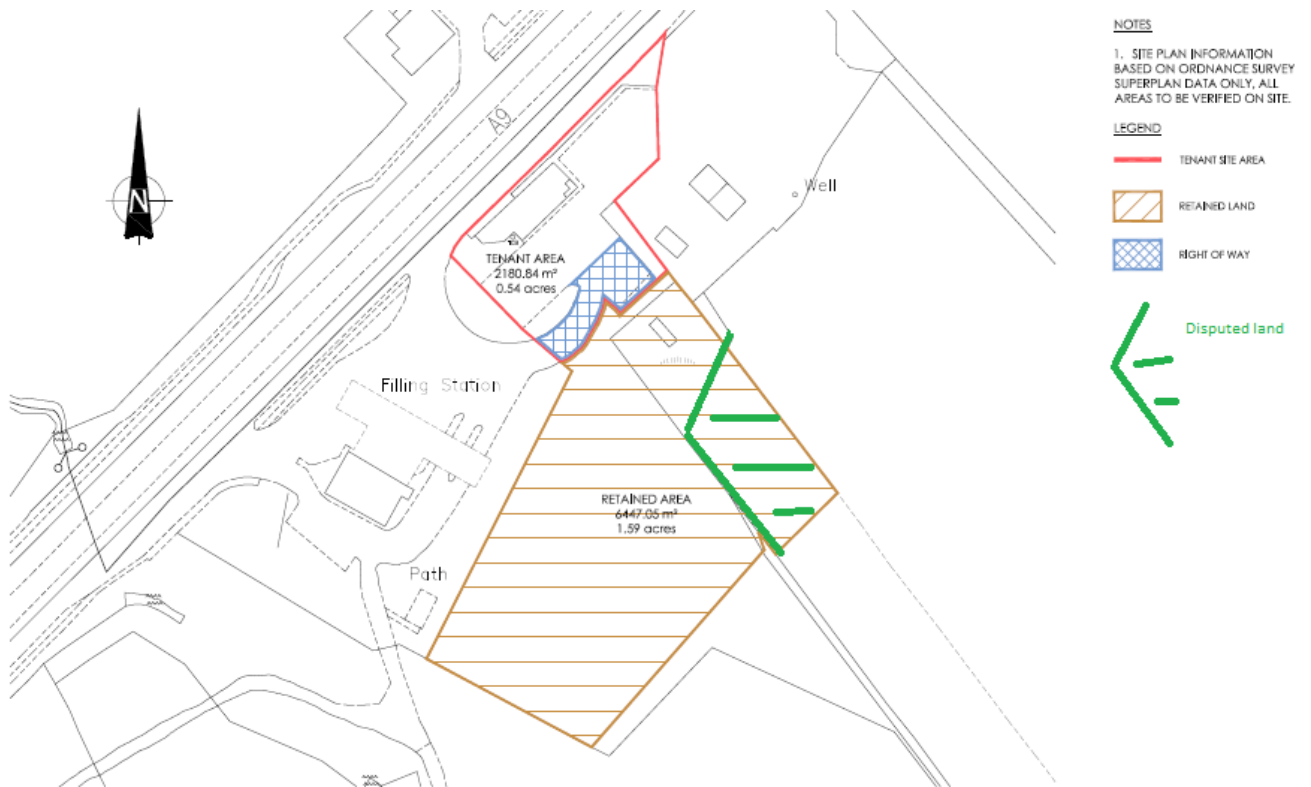 NOTES
1. SITE PLAN INFORMATION
BASED ON ORDNANCE SURVEY
SUPERPLAN DATA ONLY, ALL
AREAS TO BE VERIFIED ON SITE.
LEGEND
TENANT SITE AREA
RETAINED LAND
RIGHT OF WAY
Disputed land
A9
N
Well
TENANT AREA
2180.84 m²
0.54 acres
Filling Station
RETAINED AREA
6447.05 m²
1.59 acres
Path